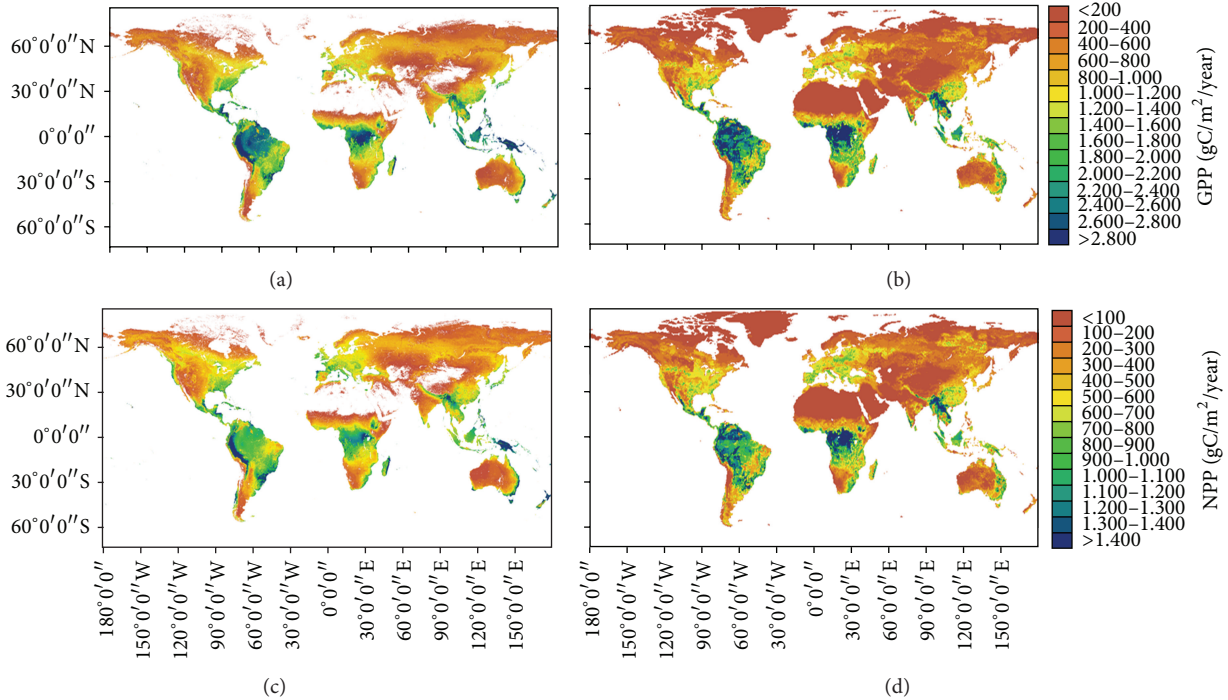 60°0′0″N
30°0′0″N
0°0′0″
30°0′0″S
60°0′0″S
(a)
(b)
<200
200–400
400–600
600–800
800–1.000
1.000–1.200
1.200–1.400
1.400–1.600
1.600–1.800
1.800–2.000
2.000–2.200
2.200–2.400
2.400–2.600
2.600–2.800
>2.800
GPP (gC/m²/year)
60°0′0″N
30°0′0″N
0°0′0″
30°0′0″S
60°0′0″S
<100
100–200
200–300
300–400
400–500
500–600
600–700
700–800
800–900
900–1.000
1.000–1.100
1.100–1.200
1.200–1.300
1.300–1.400
>1.400
NPP (gC/m²/year)
180°0′0″
150°0′0″W
120°0′0″W
90°0′0″W
60°0′0″W
30°0′0″W
0°0′0″
30°0′0″E
60°0′0″E
90°0′0″E
120°0′0″E
150°0′0″E
180°0′0″
150°0′0″W
120°0′0″W
90°0′0″W
60°0′0″W
30°0′0″W
0°0′0″
30°0′0″E
60°0′0″E
90°0′0″E
120°0′0″E
150°0′0″E
(c)
(d)